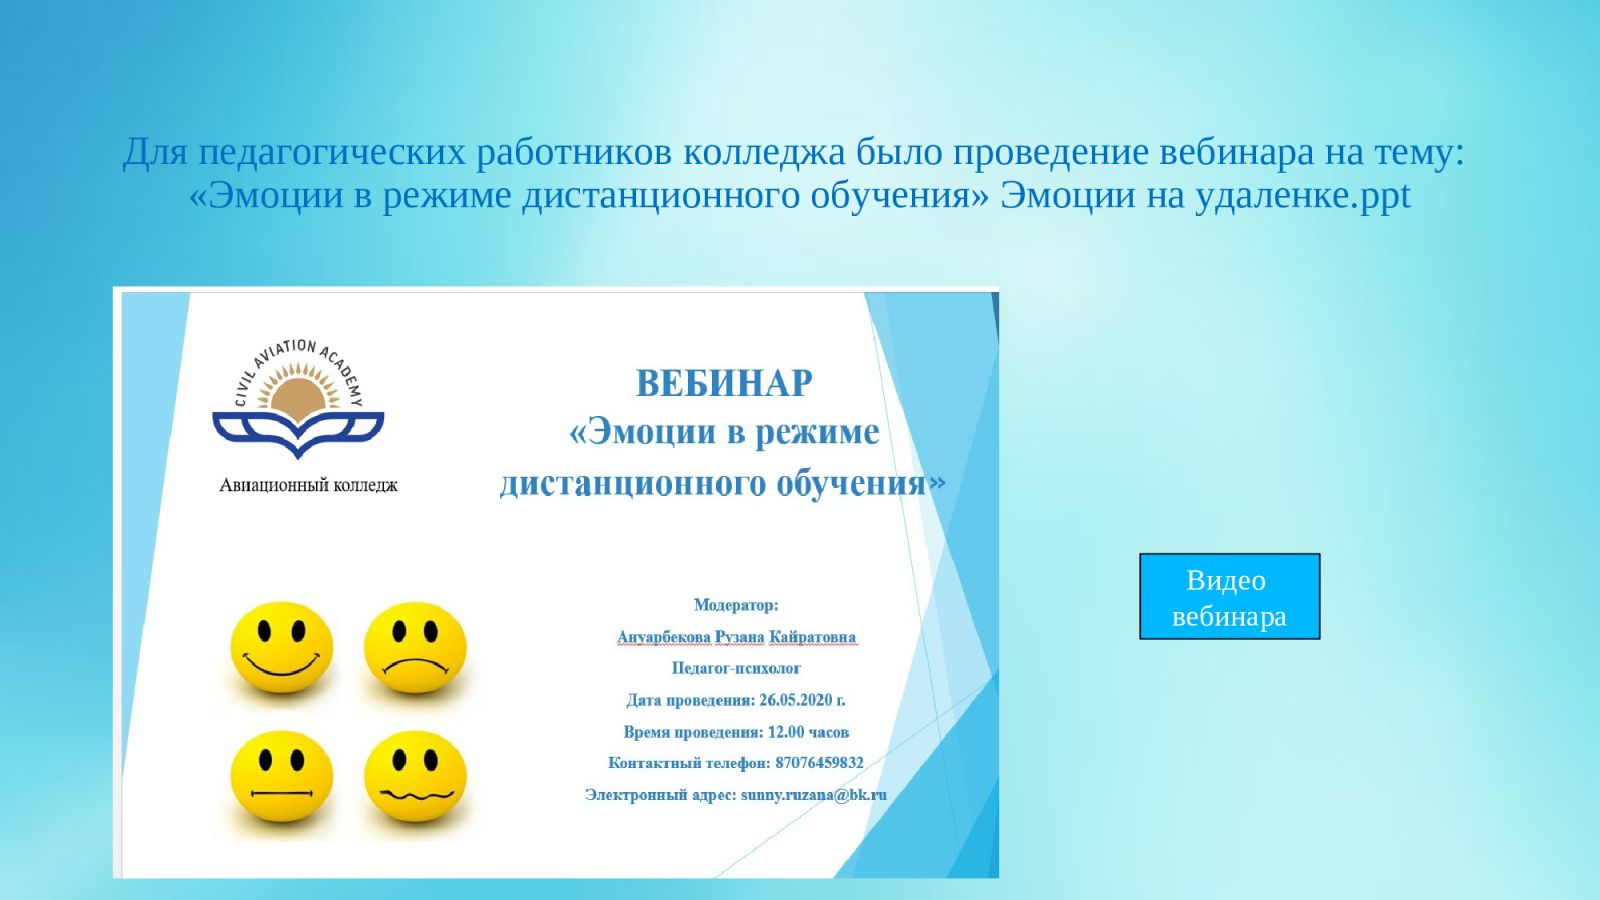 Для педагогических работников колледжа было проведение вебинара на тему:
«Эмоции в режиме дистанционного обучения» Эмоции на удаленке.ppt
CIVIL AVIATION ACADEMY
Авиационный колледж
ВЕБИНАР
«Эмоции в режиме
дистанционного обучения»
Модератор:
Ануарбекова Рузана Кайратовна
Педагог-психолог
Дата проведения: 26.05.2020 г.
Время проведения: 12.00 часов
Контактный телефон: 87076459832
Электронный адрес: sunny.ruzana@bk.ru
Видео
вебинара